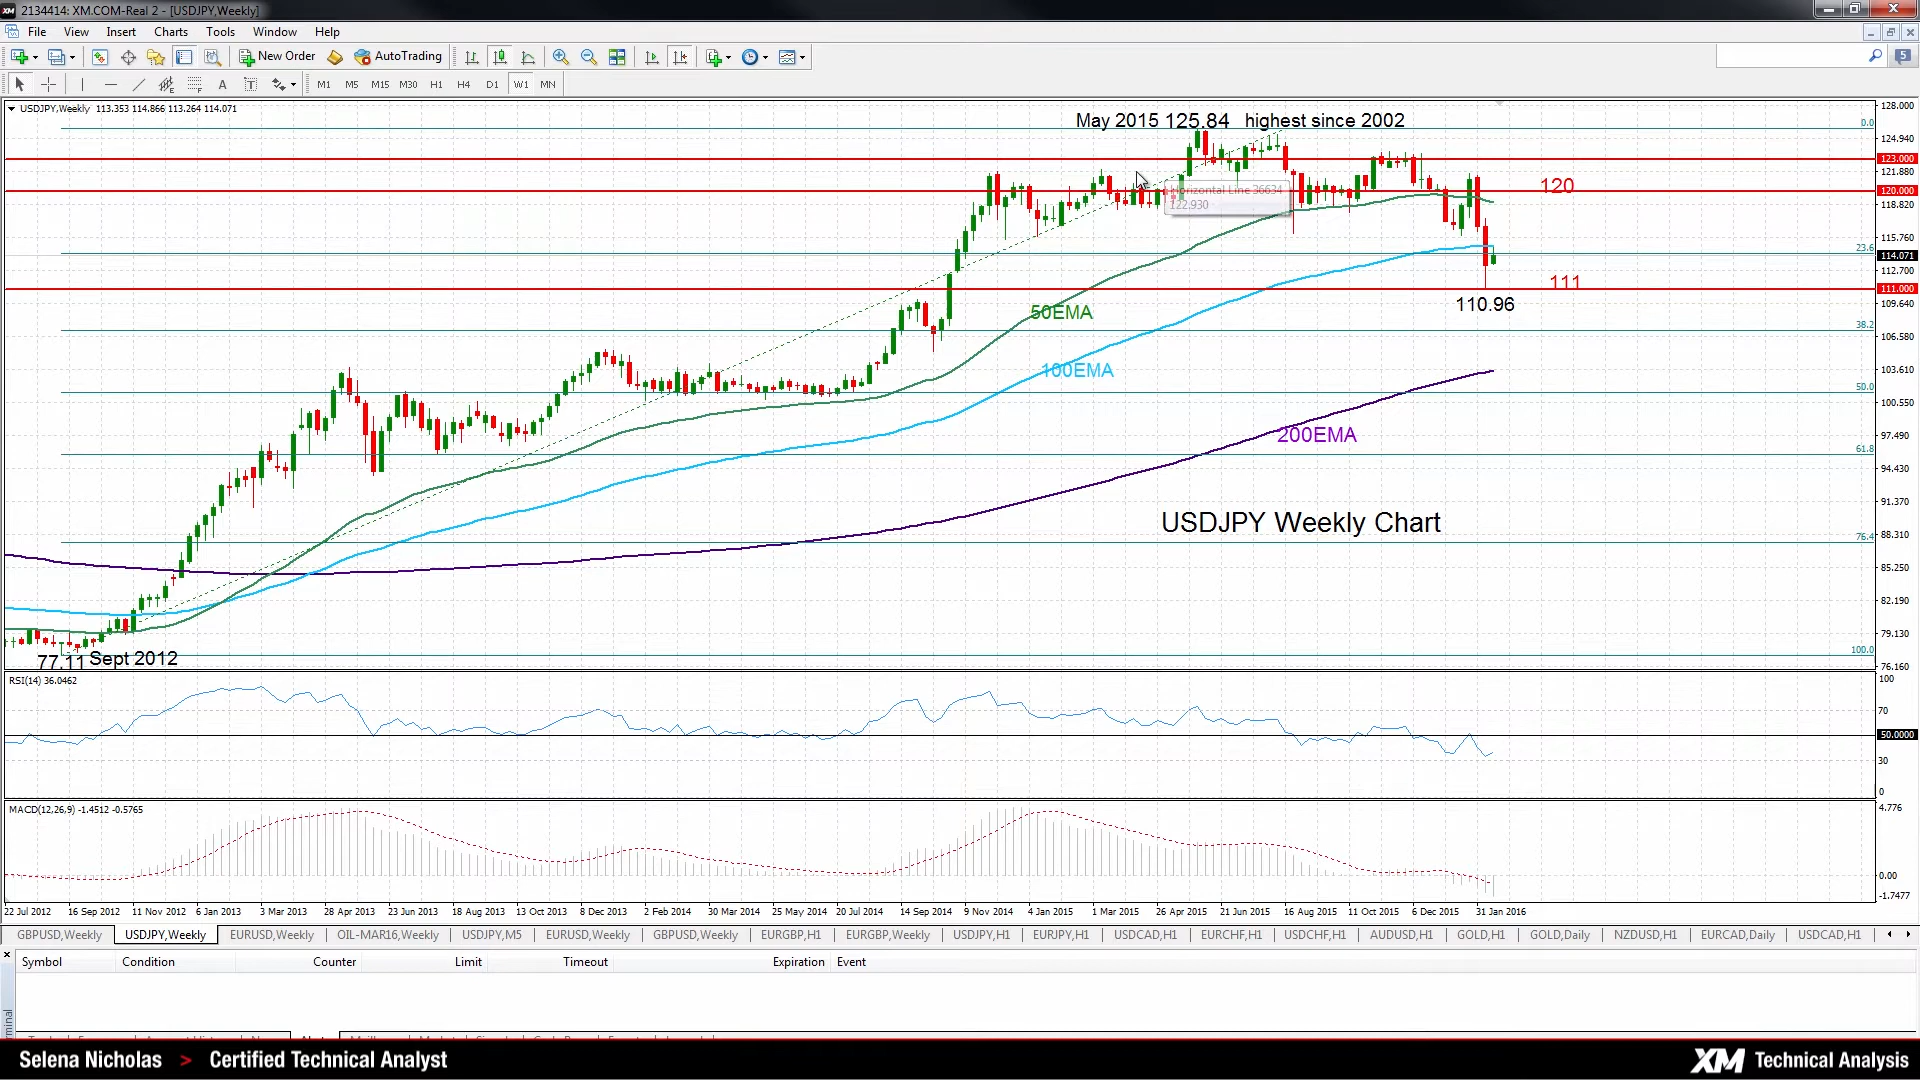 2134414: XM.COM-Real 2 - [USDJPY,Weekly]
File View Insert Charts Tools Window Help
New Order AutoTrading 5
A T M1 M5 M15 M30 H1 H4 D1 W1 MN
USDJPY,Weekly 113.353 114.866 113.264 114.071
May 2015 125.84 highest since 2002
120
Horizontal Line 36634
122.930
111
110.96
50EMA
100EMA
200EMA
USDJPY Weekly Chart
77.11 Sept 2012
0.0
23.6
38.2
50.0
61.8
76.4
100.0
128.000
124.940
123.000
121.880
120.000
118.820
115.760
114.071
112.700
111.000
109.640
106.580
103.610
100.550
97.490
94.430
91.370
88.310
85.250
82.190
79.130
76.160
RSI(14) 36.0462
100
70
50.0000
30
0
MACD(12,26,9) -1.4512 -0.5765
4.776
0.00
-1.7477
22 Jul 2012 16 Sep 2012 11 Nov 2012 6 Jan 2013 3 Mar 2013 28 Apr 2013 23 Jun 2013 18 Aug 2013 13 Oct 2013 8 Dec 2013 2 Feb 2014 30 Mar 2014 25 May 2014 20 Jul 2014 14 Sep 2014 9 Nov 2014 4 Jan 2015 1 Mar 2015 26 Apr 2015 21 Jun 2015 16 Aug 2015 11 Oct 2015 6 Dec 2015 31 Jan 2016
GBPUSD,Weekly USDJPY,Weekly EURUSD,Weekly OIL-MAR16,Weekly USDJPY,M5 EURUSD,Weekly GBPUSD,Weekly EURGBP,H1 EURGBP,Weekly USDJPY,H1 EURJPY,H1 USDCAD,H1 EURCHF,H1 USDCHF,H1 AUDUSD,H1 GOLD,H1 GOLD,Daily NZDUSD,H1 EURCAD,Daily USDCAD,H1
Symbol Condition Counter Limit Timeout Expiration Event
Selena Nicholas > Certified Technical Analyst
XM Technical Analysis